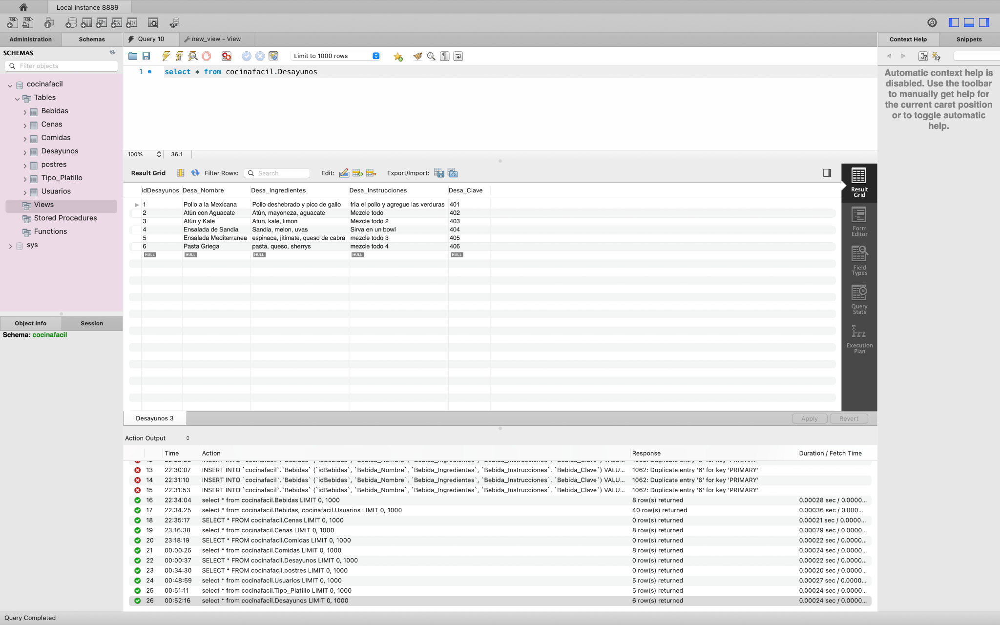 Local instance 8889
Administration Schemas
Query 10 new_view - View
Context Help Snippets
SCHEMAS
Filter objects
Limit to 1000 rows
1 select * from cocinafacil.Desayunos
Automatic context help is
disabled. Use the toolbar
to manually get help for
the current caret position
or to toggle automatic
help.
cocinafacil
Tables
Bebidas
Cenas
Comidas
Desayunos
postres
Tipo_Platillo
Usuarios
Views
Stored Procedures
Functions
sys
Object Info Session
Schema: cocinafacil
100% 36:1
Result Grid Filter Rows: Search Edit: Export/Import:
idDesayunos Desa_Nombre Desa_Ingredientes Desa_Instrucciones Desa_Clave
1 Pollo a la Mexicana Pollo deshebrado y pico de gallo fría el pollo y agregue las verduras 401
2 Atún con Aguacate Atún, mayoneza, aguacate Mezcle todo 402
3 Atún y Kale Atun, kale, limon Mezcle todo 2 403
4 Ensalada de Sandia Sandia, melon, uvas Sirva en un bowl 404
5 Ensalada Mediterranea espinaca, jitimate, queso de cabra mezcle todo 3 405
6 Pasta Griega pasta, queso, sherrys mezcle todo 4 406
NULL NULL NULL NULL NULL
Result
Grid
Form
Editor
Field
Types
Query
Stats
Execution
Plan
Desayunos 3 Apply Revert
Action Output
Time Action Response Duration / Fetch Time
INSERT INTO `cocinafacil`.`Bebidas` (`idBebidas`, `Bebida_Nombre`, `Bebida_Ingredientes`, `Bebida_Instrucciones`, `Bebida_Clave`) VALU... 1062: Duplicate entry '6' for key 'PRIMARY'
13 22:30:07 INSERT INTO `cocinafacil`.`Bebidas` (`idBebidas`, `Bebida_Nombre`, `Bebida_Ingredientes`, `Bebida_Instrucciones`, `Bebida_Clave`) VALU... 1062: Duplicate entry '6' for key 'PRIMARY'
14 22:31:10 INSERT INTO `cocinafacil`.`Bebidas` (`idBebidas`, `Bebida_Nombre`, `Bebida_Ingredientes`, `Bebida_Instrucciones`, `Bebida_Clave`) VALU... 1062: Duplicate entry '6' for key 'PRIMARY'
15 22:31:53 INSERT INTO `cocinafacil`.`Bebidas` (`idBebidas`, `Bebida_Nombre`, `Bebida_Ingredientes`, `Bebida_Instrucciones`, `Bebida_Clave`) VALU... 1062: Duplicate entry '6' for key 'PRIMARY'
16 22:34:04 select * from cocinafacil.Bebidas LIMIT 0, 1000 8 row(s) returned 0.00028 sec / 0.0000...
17 22:34:25 select * from cocinafacil.Bebidas, cocinafacil.Usuarios LIMIT 0, 1000 40 row(s) returned 0.00036 sec / 0.000...
18 22:35:17 SELECT * FROM cocinafacil.Cenas LIMIT 0, 1000 0 row(s) returned 0.00021 sec / 0.0000...
19 23:16:38 select * from cocinafacil.Cenas LIMIT 0, 1000 8 row(s) returned 0.00029 sec / 0.0000...
20 23:18:19 SELECT * FROM cocinafacil.Comidas LIMIT 0, 1000 0 row(s) returned 0.00022 sec / 0.0000...
21 00:00:25 select * from cocinafacil.Comidas LIMIT 0, 1000 8 row(s) returned 0.00024 sec / 0.0000...
22 00:00:37 SELECT * FROM cocinafacil.Desayunos LIMIT 0, 1000 0 row(s) returned 0.00022 sec / 0.0000...
23 00:34:30 SELECT * FROM cocinafacil.postres LIMIT 0, 1000 0 row(s) returned 0.00020 sec / 0.0000...
24 00:48:59 select * from cocinafacil.Usuarios LIMIT 0, 1000 5 row(s) returned 0.00027 sec / 0.0000...
25 00:51:11 select * from cocinafacil.Tipo_Platillo LIMIT 0, 1000 5 row(s) returned 0.00024 sec / 0.0000...
26 00:52:16 select * from cocinafacil.Desayunos LIMIT 0, 1000 6 row(s) returned 0.00024 sec / 0.0000...
Query Completed